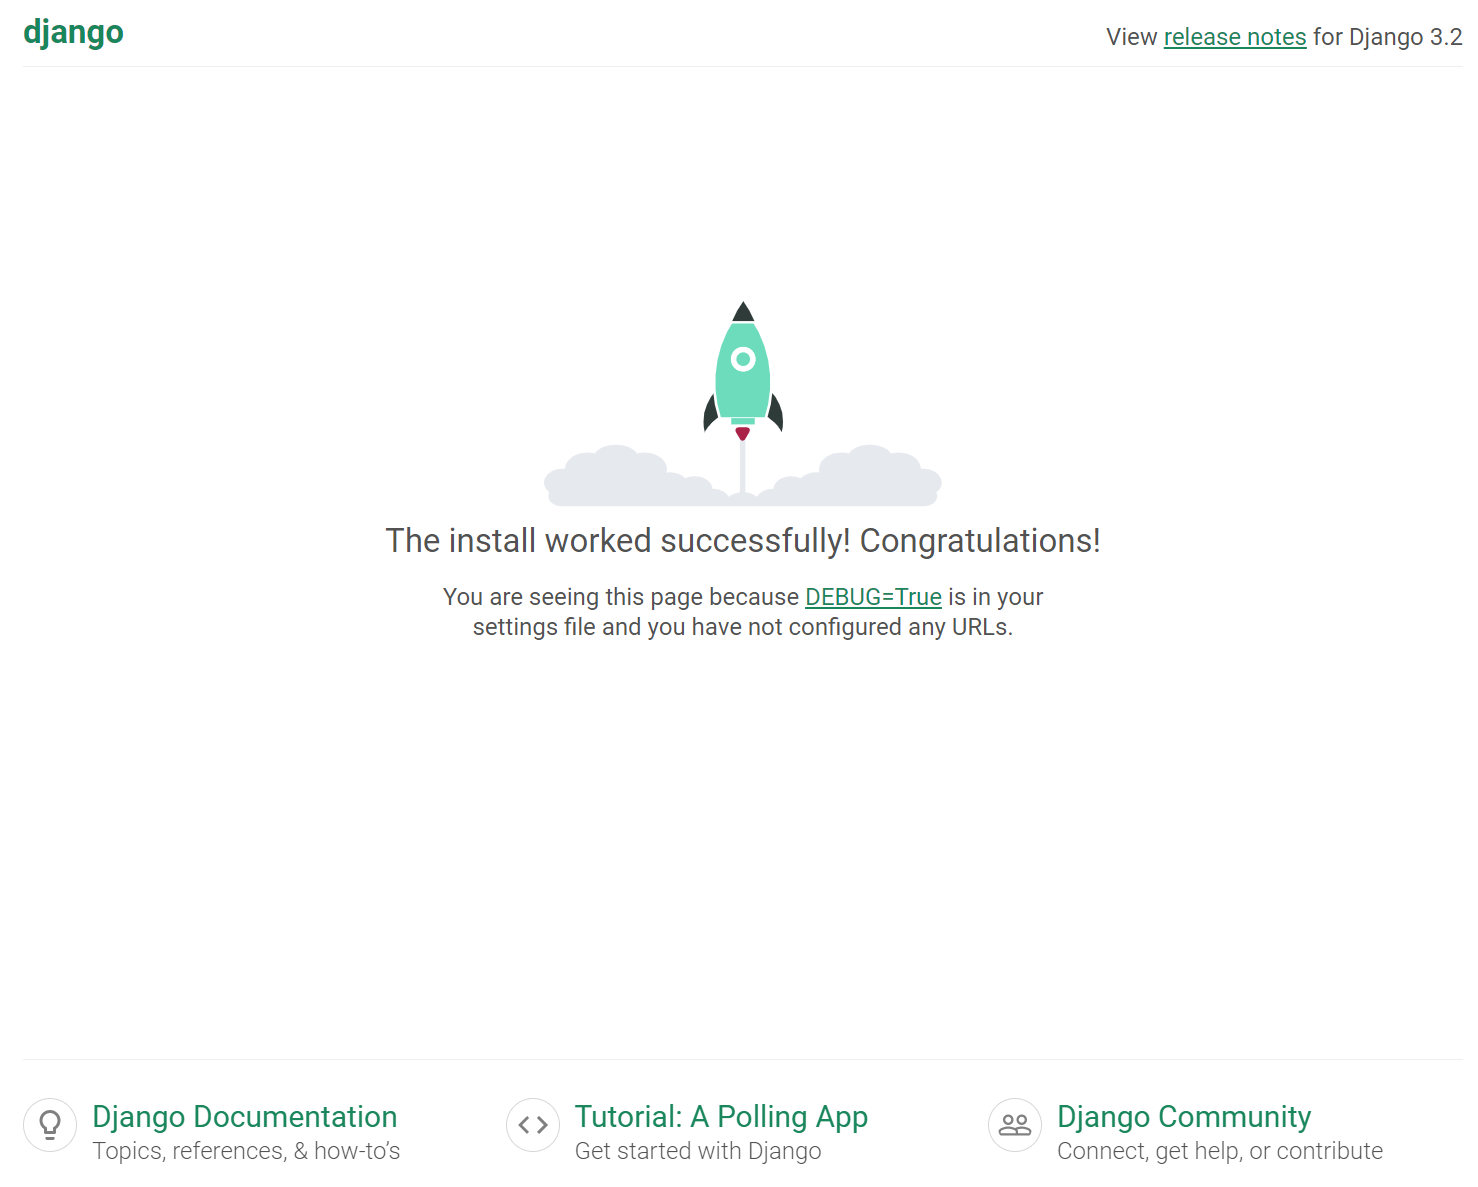 django
View release notes for Django 3.2
The install worked successfully! Congratulations!
You are seeing this page because DEBUG=True is in your
settings file and you have not configured any URLs.
Django Documentation
Topics, references, & how-to’s
Tutorial: A Polling App
Get started with Django
Django Community
Connect, get help, or contribute